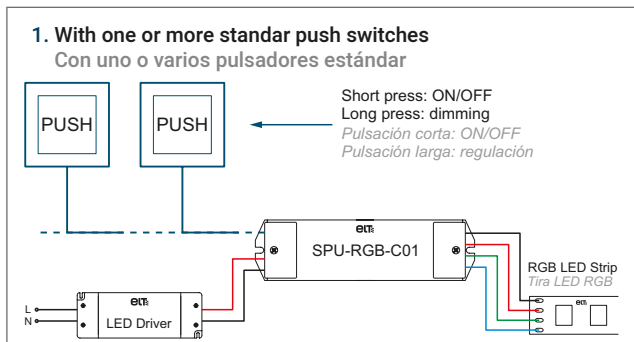 1. With one or more standar push switches
Con uno o varios pulsadores estándar
PUSH
PUSH
Short press: ON/OFF
Long press: dimming
Pulsación corta: ON/OFF
Pulsación larga: regulación
ELT
SPU-RGB-C01
RGB LED Strip
Tira LED RGB
ELT
L
N
ELT
LED Driver